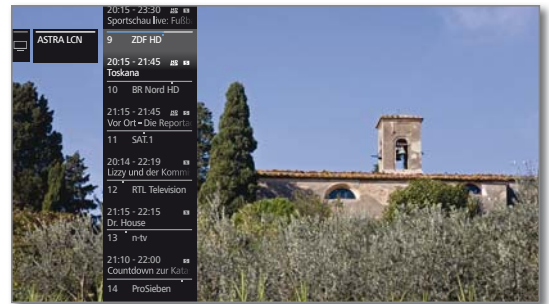 20:15 - 23:30
Sportschau live: Fußb
ASTRA LCN
9 ZDF HD
20:15 - 21:45
Toskana
10 BR Nord HD
21:15 - 21:45
Vor Ort - Die Reporta
11 SAT.1
20:14 - 22:19
Lizzy und der Kommi
12 RTL Television
21:15 - 22:15
Dr. House
13 n-tv
21:10 - 22:00
Countdown zur Kata
14 ProSieben